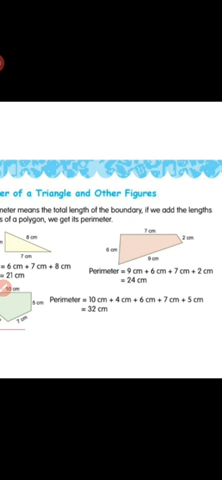 er of a Triangle and Other Figures
meter means the total length of the boundary, if we add the lengths
s of a polygon, we get its perimeter.
8 cm
7 cm
= 6 cm + 7 cm + 8 cm
= 21 cm
7 cm
2 cm
6 cm
9 cm
Perimeter = 9 cm + 6 cm + 7 cm + 2 cm
= 24 cm
10 cm
5 cm
7 cm
Perimeter = 10 cm + 4 cm + 6 cm + 7 cm + 5 cm
= 32 cm